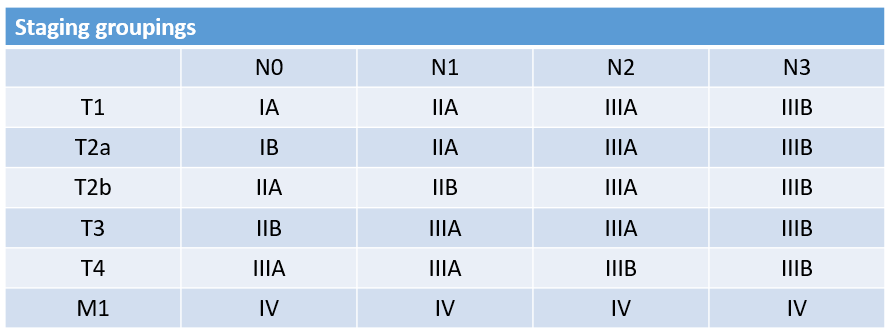 Staging groupings
N0 N1 N2 N3
T1 IA IIA IIIA IIIB
T2a IB IIA IIIA IIIB
T2b IIA IIB IIIA IIIB
T3 IIB IIIA IIIA IIIB
T4 IIIA IIIA IIIB IIIB
M1 IV IV IV IV